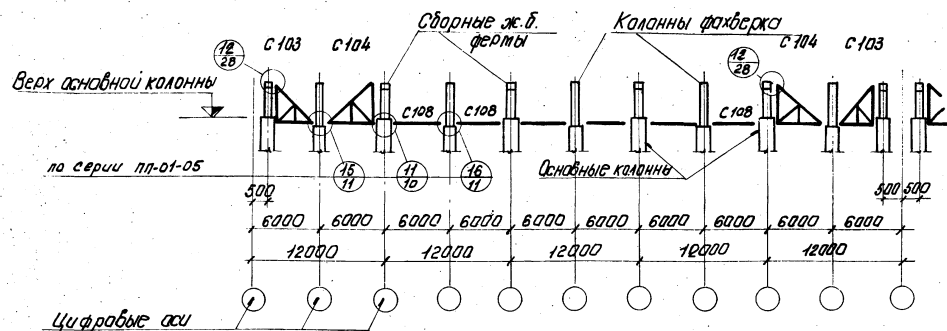 Сборные ж.б.
фермы
Колонны фахверка
12
28
С103
С104
12
28
С104
С103
Верх основной колонны
С108
С108
С108
по серии ПП-01-05
15
11
11
10
16
11
Основные колонны
500
500
500
6000
6000
6000
6000
6000
6000
6000
6000
6000
6000
12000
12000
12000
12000
12000
Цифровые оси